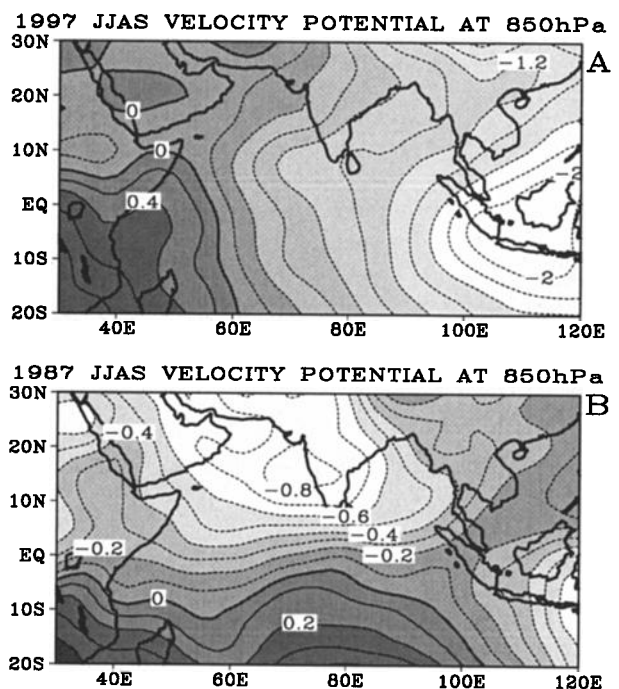 1997 JJAS VELOCITY POTENTIAL AT 850hPa
30N
A
-1.2
20N
0
10N
0
-2
EQ
0.4
10S
-2
20S
40E 60E 80E 100E 120E
1987 JJAS VELOCITY POTENTIAL AT 850hPa
30N
B
-0.4
20N
-0.8
10N
-0.6
-0.4
-0.2
-0.2
EQ
0
10S
0.2
20S
40E 60E 80E 100E 120E